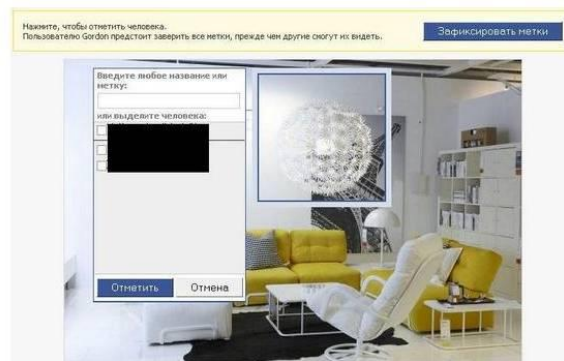 Нажмите, чтобы отметить человека.
Пользователю Gordon предстоит заверить все метки, прежде чем другие смогут их видеть.
Зафиксировать метки
Введите любое название или
метку:
или выделите человека:
Отметить
Отмена